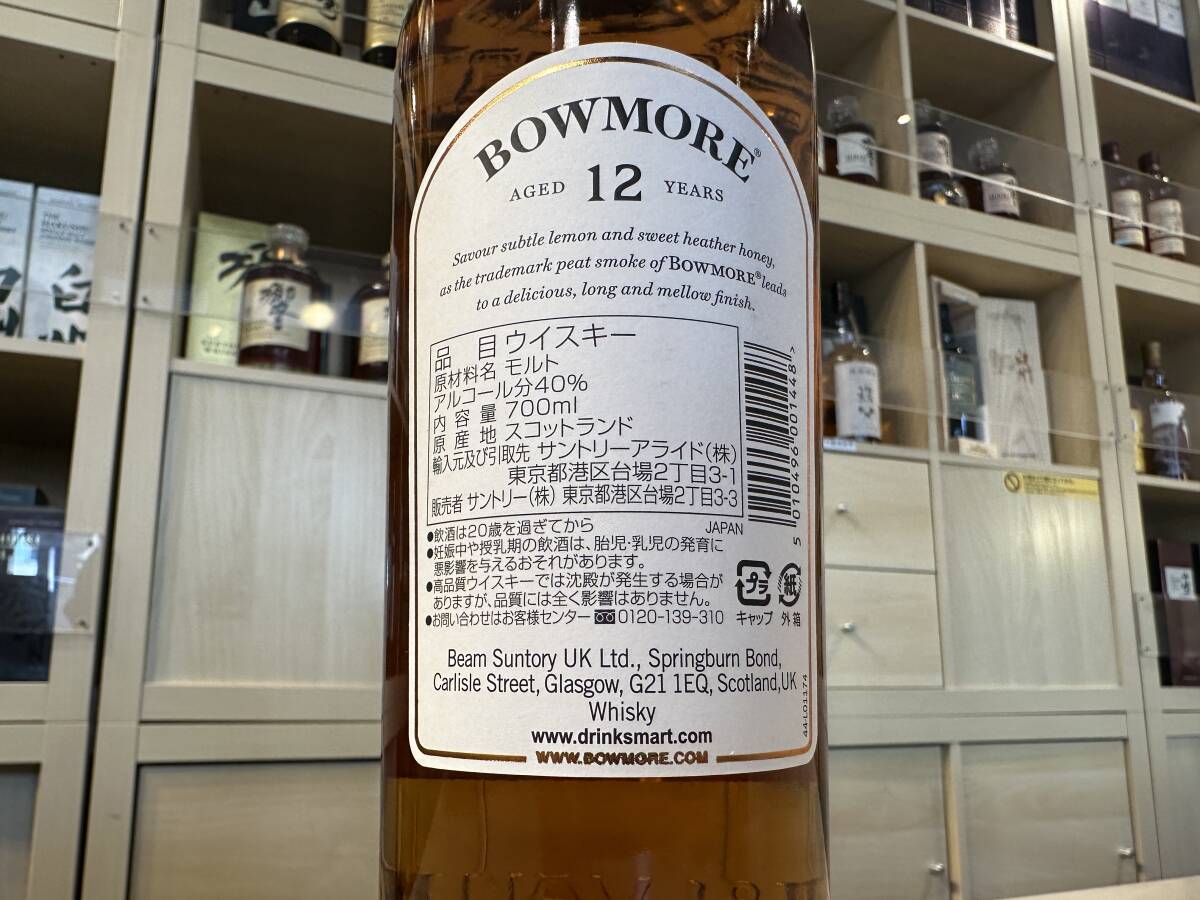 BOWMORE®
AGED 12 YEARS
Savour subtle lemon and sweet heather honey,
as the trademark peat smoke of BOWMORE® leads
to a delicious, long and mellow finish.
品目 ウイスキー
原材料名 モルト
アルコール分40%
内容量 700ml
原産地 スコットランド
輸入元及び引取先 サントリーアライド(株)
東京都港区台場2丁目3-1
販売者 サントリー(株) 東京都港区台場2丁目3-3
JAPAN
5 010496 001448 >
●飲酒は20歳を過ぎてから
●妊娠中や授乳期の飲酒は、胎児・乳児の発育に
悪影響を与えるおそれがあります。
●高品質ウイスキーでは沈殿が発生する場合が
ありますが、品質には全く影響はありません。
●お問い合わせはお客様センター 0120-139-310
プラ 紙
キャップ 外箱
Beam Suntory UK Ltd., Springburn Bond,
Carlisle Street, Glasgow, G21 1EQ, Scotland,UK
Whisky
www.drinksmart.com
WWW.BOWMORE.COM
44-L01174
響
白